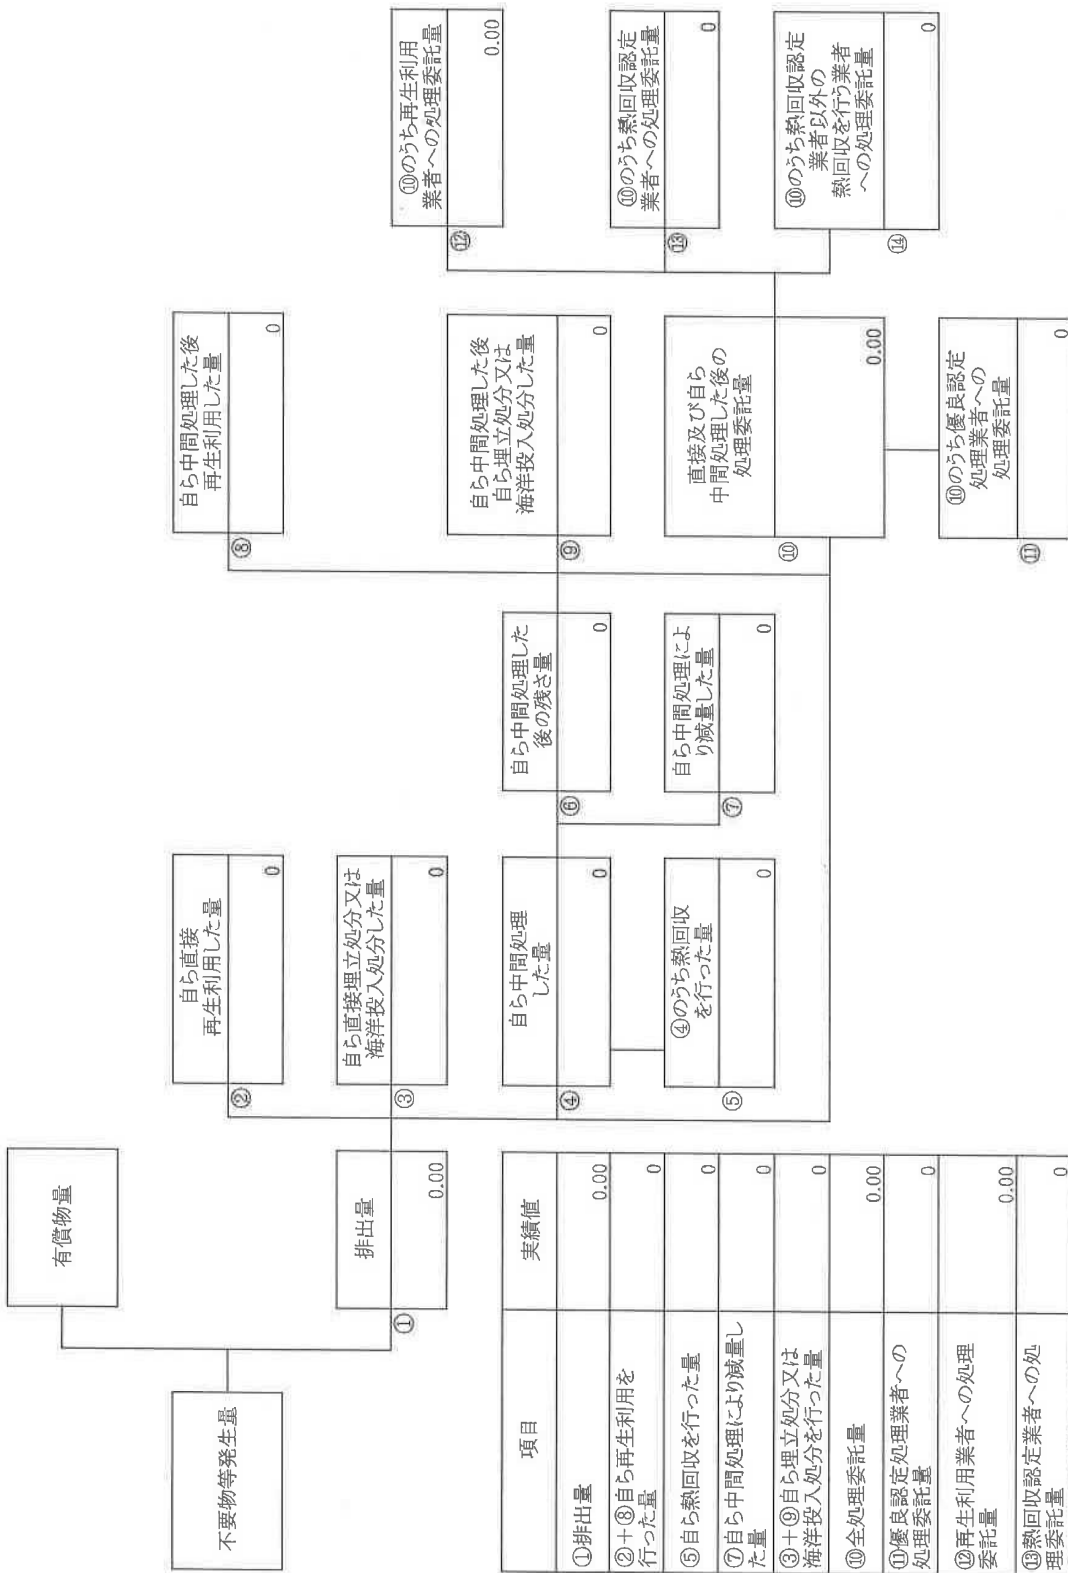 不要物等発生量
有償物量
①
排出量
0.00
②
自ら直接
再生利用した量
0
③
自ら直接埋立処分又は
海洋投入処分した量
0
④
自ら中間処理
した量
0
⑤
④のうち熱回収
を行った量
0
⑥
自ら中間処理した
後の残さ量
0
⑦
自ら中間処理によ
り減量した量
0
⑧
自ら中間処理した後
再生利用した量
0
⑨
自ら中間処理した後
自ら埋立処分又は
海洋投入処分した量
0
⑩
直接及び自ら
中間処理した後の
処理委託量
0.00
⑪
⑩のうち優良認定
処理業者への
処理委託量
0
⑫
⑩のうち再生利用
業者への処理委託量
0.00
⑬
⑩のうち熱回収認定
業者への処理委託量
0
⑭
⑩のうち熱回収認定
業者以外の
熱回収を行う業者
への処理委託量
0
項目
実績値
①排出量
0.00
②+⑧自ら再生利用を
行った量
0
⑤自ら熱回収を行った量
0
⑦自ら中間処理により減量し
た量
0
③+⑨自ら埋立処分又は
海洋投入処分を行った量
0
⑩全処理委託量
0.00
⑪優良認定処理業者への
処理委託量
0
⑫再生利用業者への処理
委託量
0.00
⑬熱回収認定業者への処
理委託量
0